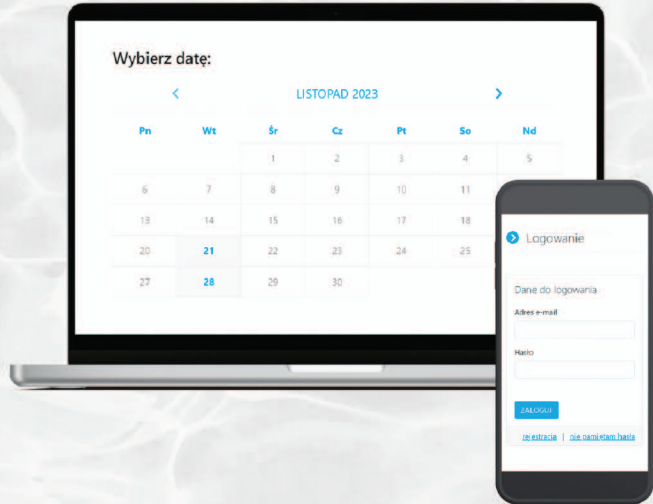 Wybierz datę:
< LISTOPAD 2023 >
Pn Wt Śr Cz Pt So Nd
1 2 3 4 5
6 7 8 9 10 11
13 14 15 16 17 18
20 21 22 23 24 25
27 28 29 30
Logowanie
Dane do logowania
Adres e-mail
Hasło
ZALOGUJ
rejestracja | nie pamiętam hasła